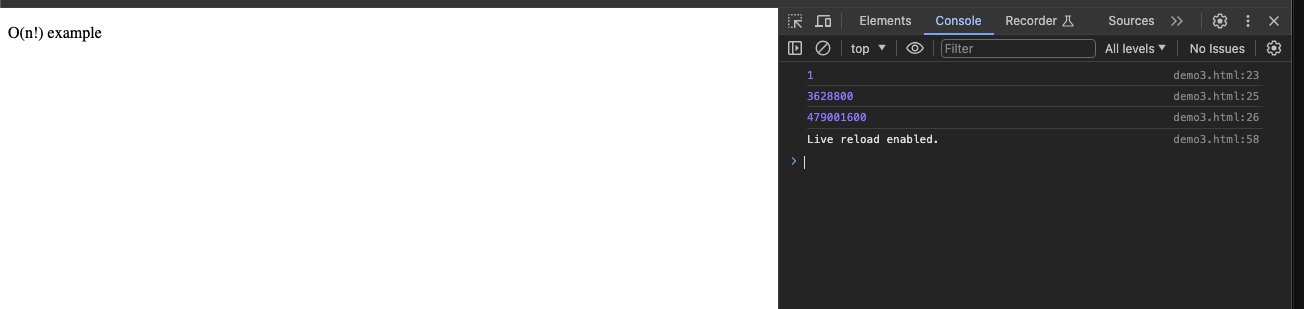 O(n!) example
Elements Console Recorder Sources
top Filter All levels No Issues
1 demo3.html:23
3628800 demo3.html:25
479001600 demo3.html:26
Live reload enabled. demo3.html:58